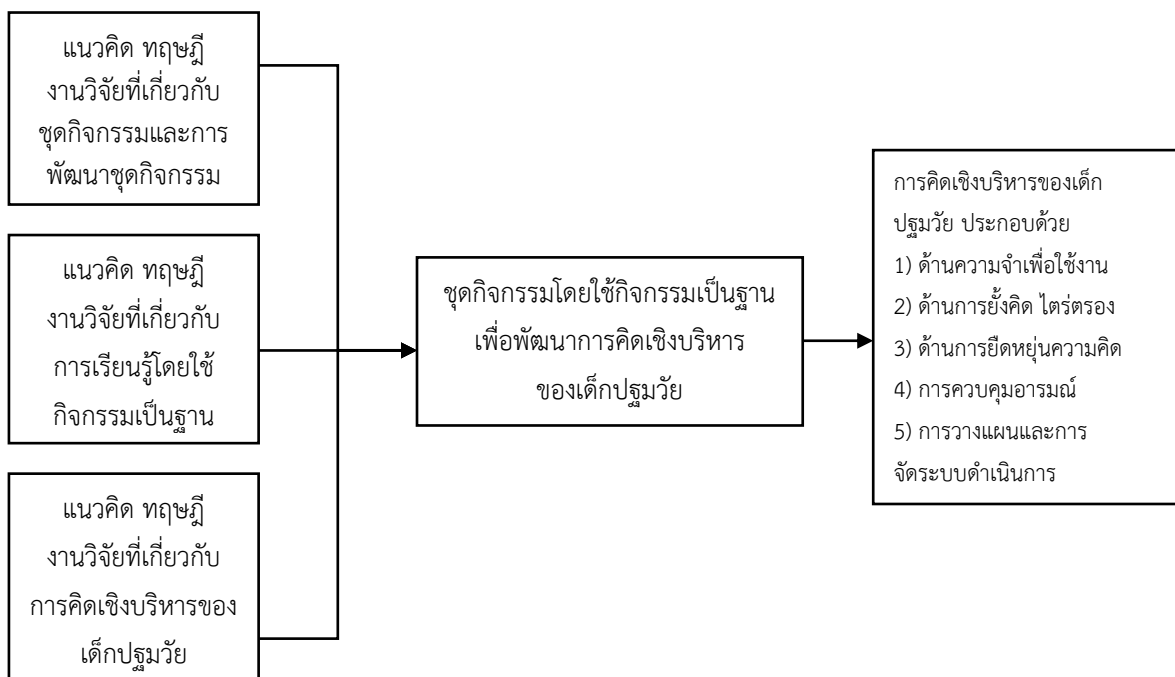 แนวคิด ทฤษฎี
งานวิจัยที่เกี่ยวกับ
ชุดกิจกรรมและการ
พัฒนาชุดกิจกรรม
แนวคิด ทฤษฎี
งานวิจัยที่เกี่ยวกับ
การเรียนรู้โดยใช้
กิจกรรมเป็นฐาน
แนวคิด ทฤษฎี
งานวิจัยที่เกี่ยวกับ
การคิดเชิงบริหารของ
เด็กปฐมวัย
ชุดกิจกรรมโดยใช้กิจกรรมเป็นฐาน
เพื่อพัฒนาการคิดเชิงบริหาร
ของเด็กปฐมวัย
การคิดเชิงบริหารของเด็ก
ปฐมวัย ประกอบด้วย
1) ด้านความจำเพื่อใช้งาน
2) ด้านการยั้งคิด ไตร่ตรอง
3) ด้านการยืดหยุ่นความคิด
4) การควบคุมอารมณ์
5) การวางแผนและการ
จัดระบบดำเนินการ